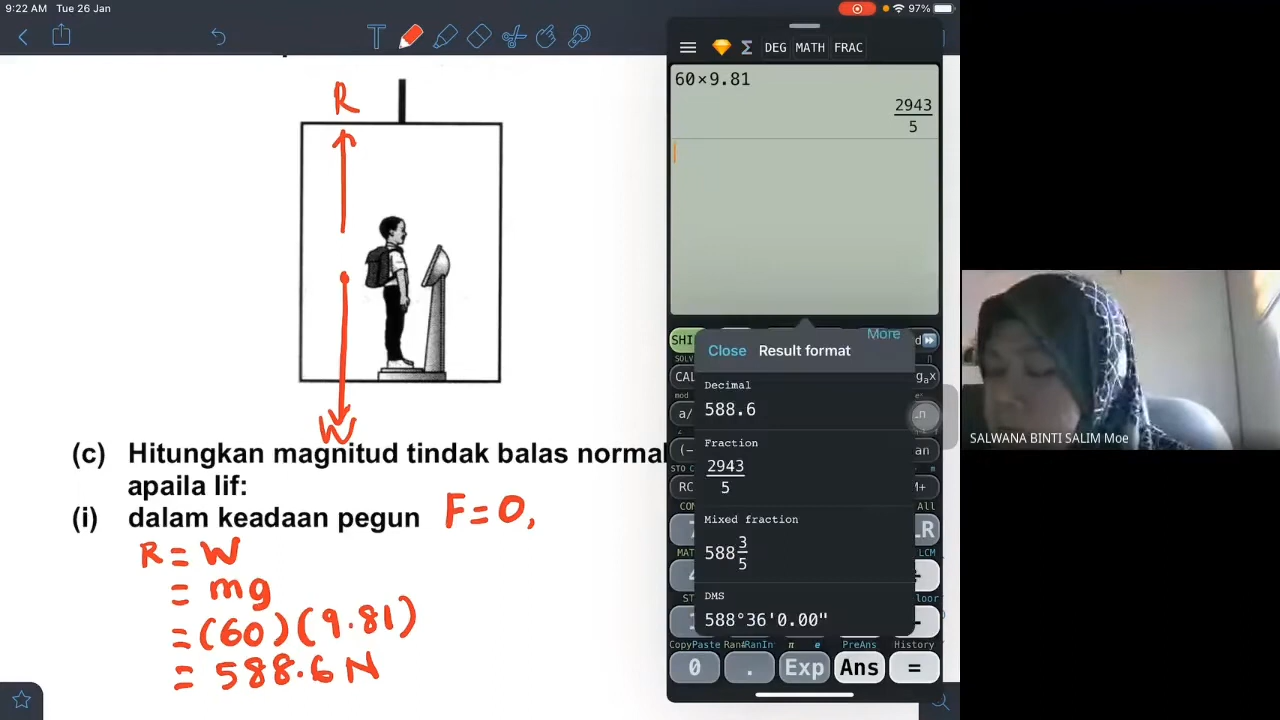 9:22 AM Tue 26 Jan
97%
T
DEG MATH FRAC
60×9.81
2943
5
R
W
(c) Hitungkan magnitud tindak balas normal
apaila lif:
(i) dalam keadaan pegun F=0,
R = W
= mg
= (60)(9.81)
= 588.6 N
SHI
More
Close Result format
Decimal
588.6
Fraction
2943
5
Mixed fraction
588 3
5
DMS
588°36'0.00"
CopyPaste Ran# RanIn π e PreAns History
0 . Exp Ans =
SALWANA BINTI SALIM Moe